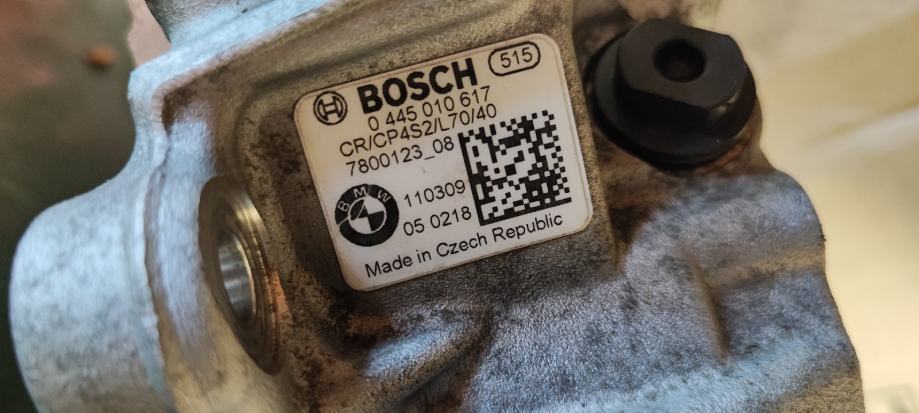 BOSCH 515
0 445 010 617
CR/CP4S2/L70/40
7800123_08
BMW
110309
05 0218
Made in Czech Republic